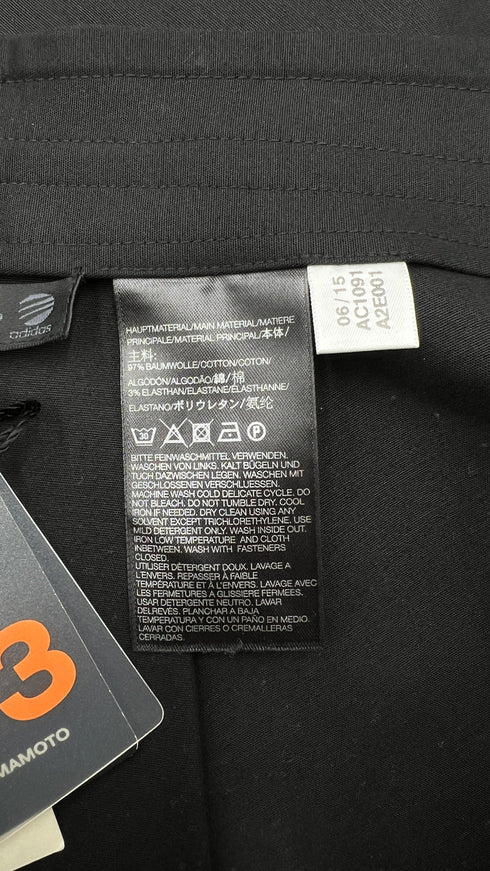 adidas
HAUPTMATERIAL/MAIN MATERIAL/MATIERE
PRINCIPALE/MATERIAL PRINCIPAL/本体/
主料:
97% BAUMWOLLE/COTTON/COTON/
ALGODÓN/ALGODÃO/綿/棉
3% ELASTHAN/ELASTANE/ÉLASTHANNE/
ELASTANO/ポリウレタン/氨纶
30
P
BITTE FEINWASCHMITTEL VERWENDEN.
WASCHEN VON LINKS. KALT BÜGELN UND
TUCH DAZWISCHEN LEGEN. WASCHEN MIT
GESCHLOSSENEN VERSCHLUESSEN.
MACHINE WASH COLD DELICATE CYCLE. DO
NOT BLEACH. DO NOT TUMBLE DRY. COOL
IRON IF NEEDED. DRY CLEAN USING ANY
SOLVENT EXCEPT TRICHLORETHYLENE. USE
MILD DETERGENT ONLY. WASH INSIDE OUT.
IRON LOW TEMPERATURE AND CLOTH
INBETWEEN. WASH WITH FASTENERS
CLOSED.
UTILISER DÉTERGENT DOUX. LAVAGE A
L'ENVERS. REPASSER À FAIBLE
TEMPÉRATURE ET À L'ENVERS. LAVAGE AVEC
LES FERMETURES A GLISSIERE FERMEES.
USAR DETERGENTE NEUTRO. LAVAR
DELREVÉS. PLANCHAR A BAJA
TEMPERATURA Y CON UN PAÑO EN MEDIO.
LAVAR CON CIERRES O CREMALLERAS
CERRADAS.
06/15
AC1091
A2E001
3
MAMOTO